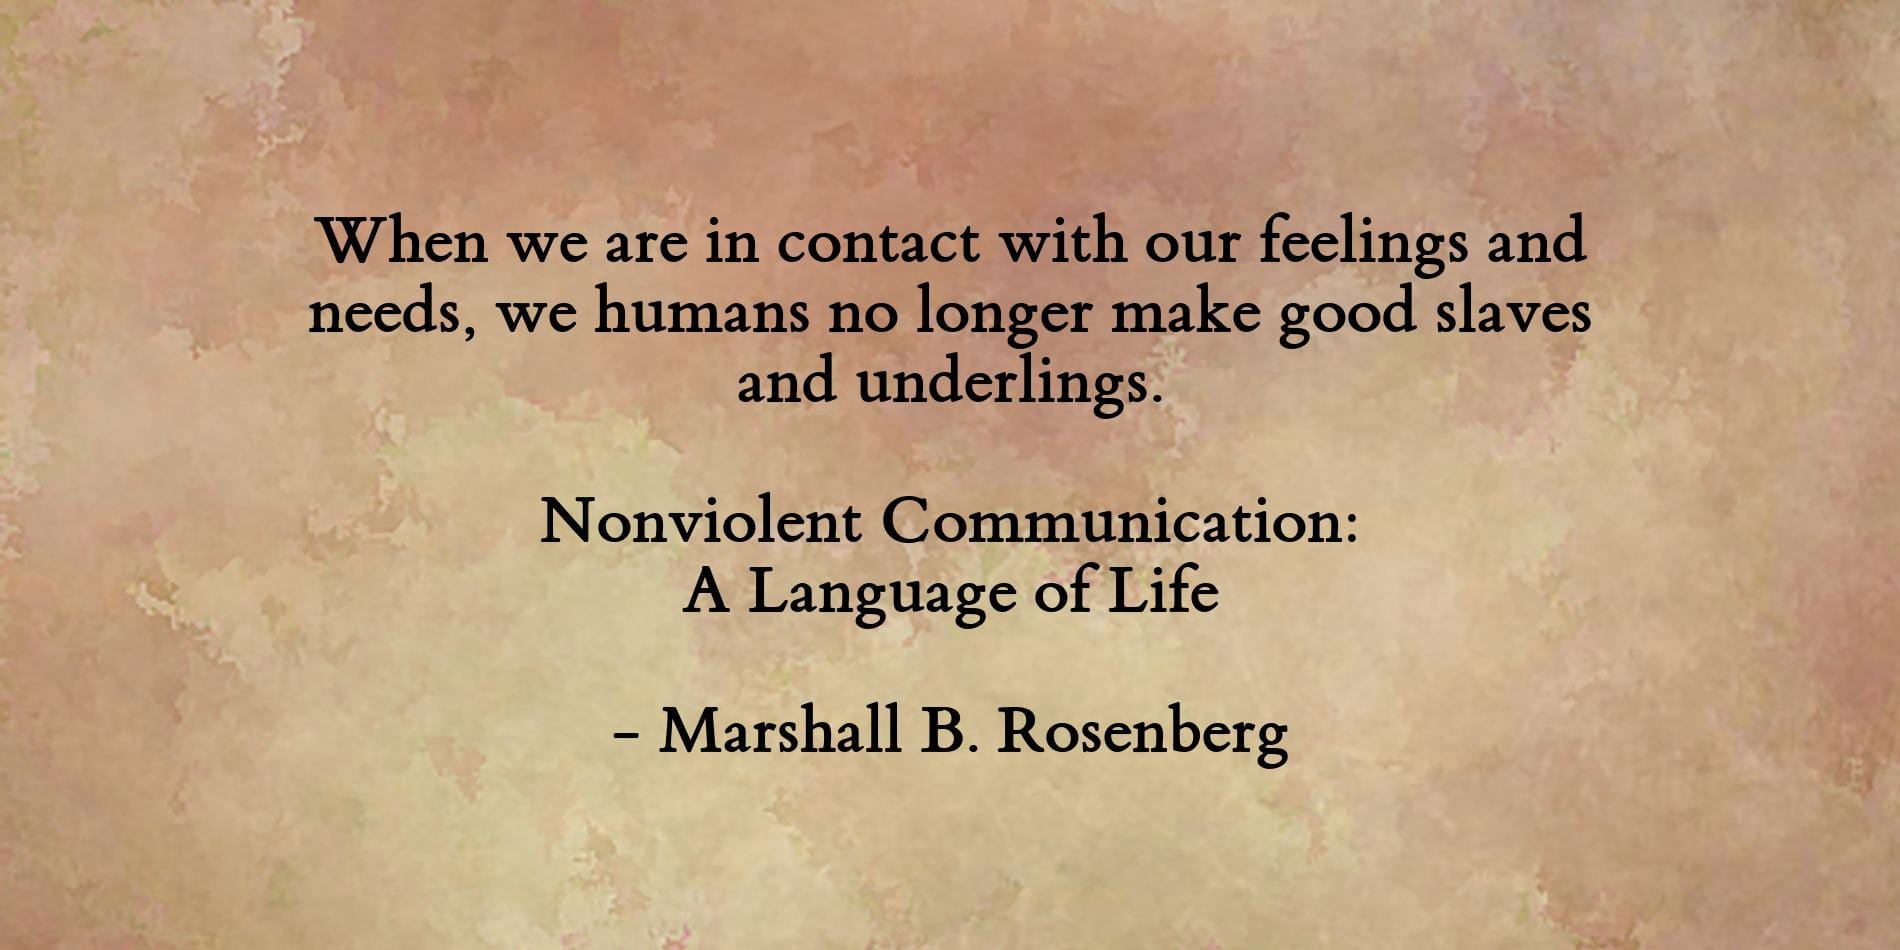 When we are in contact with our feelings and
needs, we humans no longer make good slaves
and underlings.
Nonviolent Communication:
A Language of Life
– Marshall B. Rosenberg